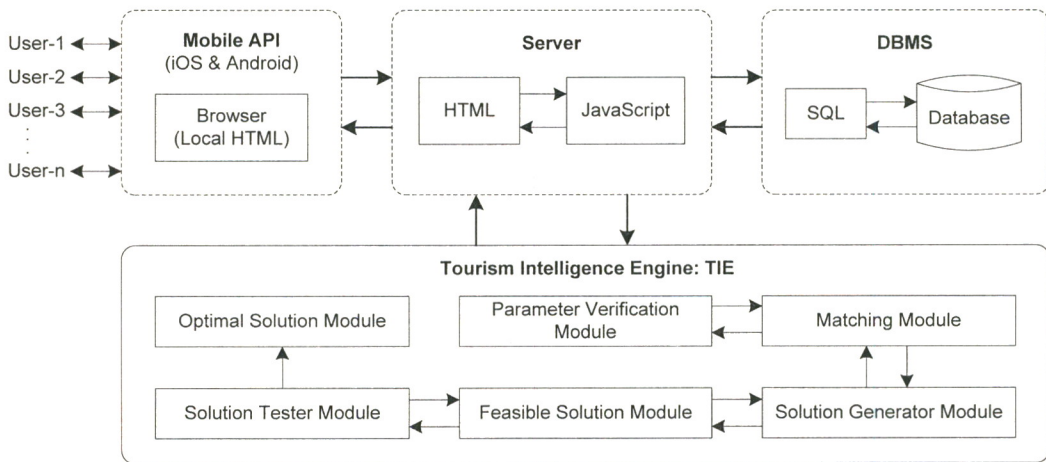 User-1
User-2
User-3
User-n
Mobile API
(iOS & Android)
Browser
(Local HTML)
Server
HTML
JavaScript
DBMS
SQL
Database
Tourism Intelligence Engine: TIE
Optimal Solution Module
Parameter Verification
Module
Matching Module
Solution Tester Module
Feasible Solution Module
Solution Generator Module